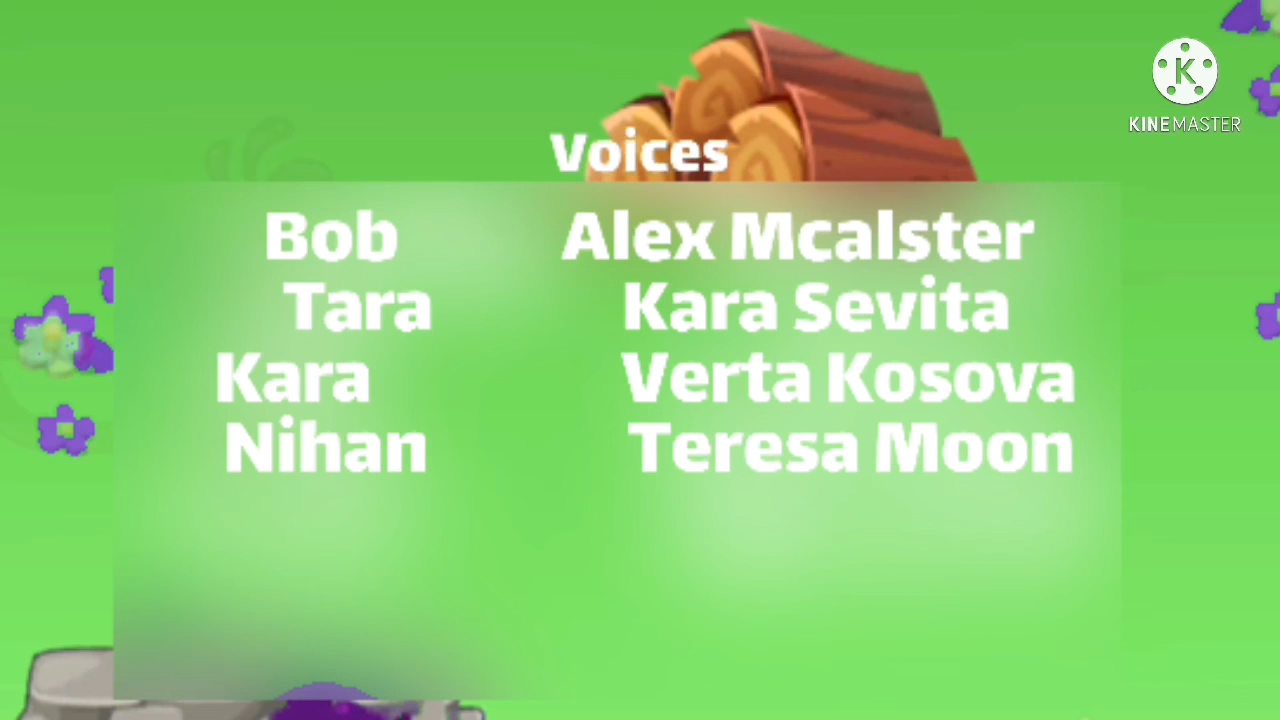 KINEMASTER
Voices
Bob Alex Mcalster
Tara Kara Sevita
Kara Verta Kosova
Nihan Teresa Moon